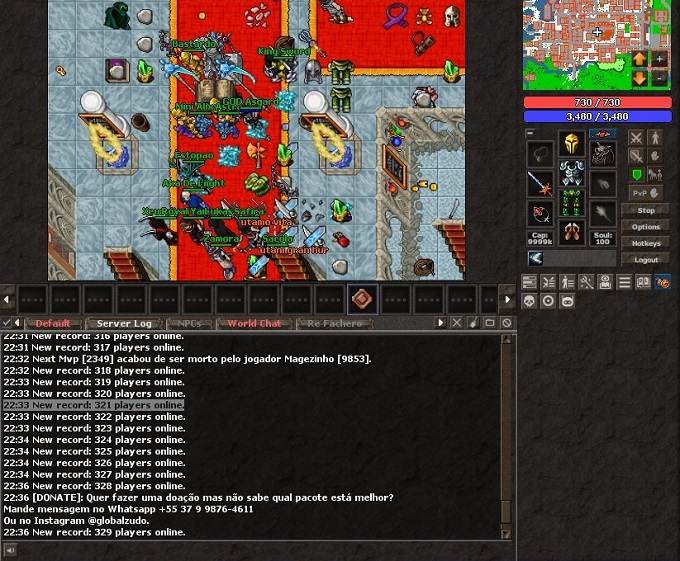 Bastardo
King Sword
GOD Asgard
Estopao
utamo vita
Zamora
Sacolo
730 / 730
3,480 / 3,480
PvP
Stop
Cap:
9999k
Soul:
100
Options
Hotkeys
Logout
Default
Server Log
NPCs
World Chat
Re Fachero
22:31 New record: 316 players online.
22:31 New record: 317 players online.
22:32 Next Mvp [2349] acabou de ser morto pelo jogador Magezinho [9853].
22:32 New record: 318 players online.
22:33 New record: 319 players online.
22:33 New record: 320 players online.
22:33 New record: 321 players online.
22:33 New record: 322 players online.
22:33 New record: 323 players online.
22:34 New record: 324 players online.
22:34 New record: 325 players online.
22:34 New record: 326 players online.
22:34 New record: 327 players online.
22:36 New record: 328 players online.
22:36 [DONATE]: Quer fazer uma doação mas não sabe qual pacote está melhor?
Mande mensagem no Whatsapp +55 37 9 9876-4611
Ou no Instagram @globalzudo.
22:36 New record: 329 players online.